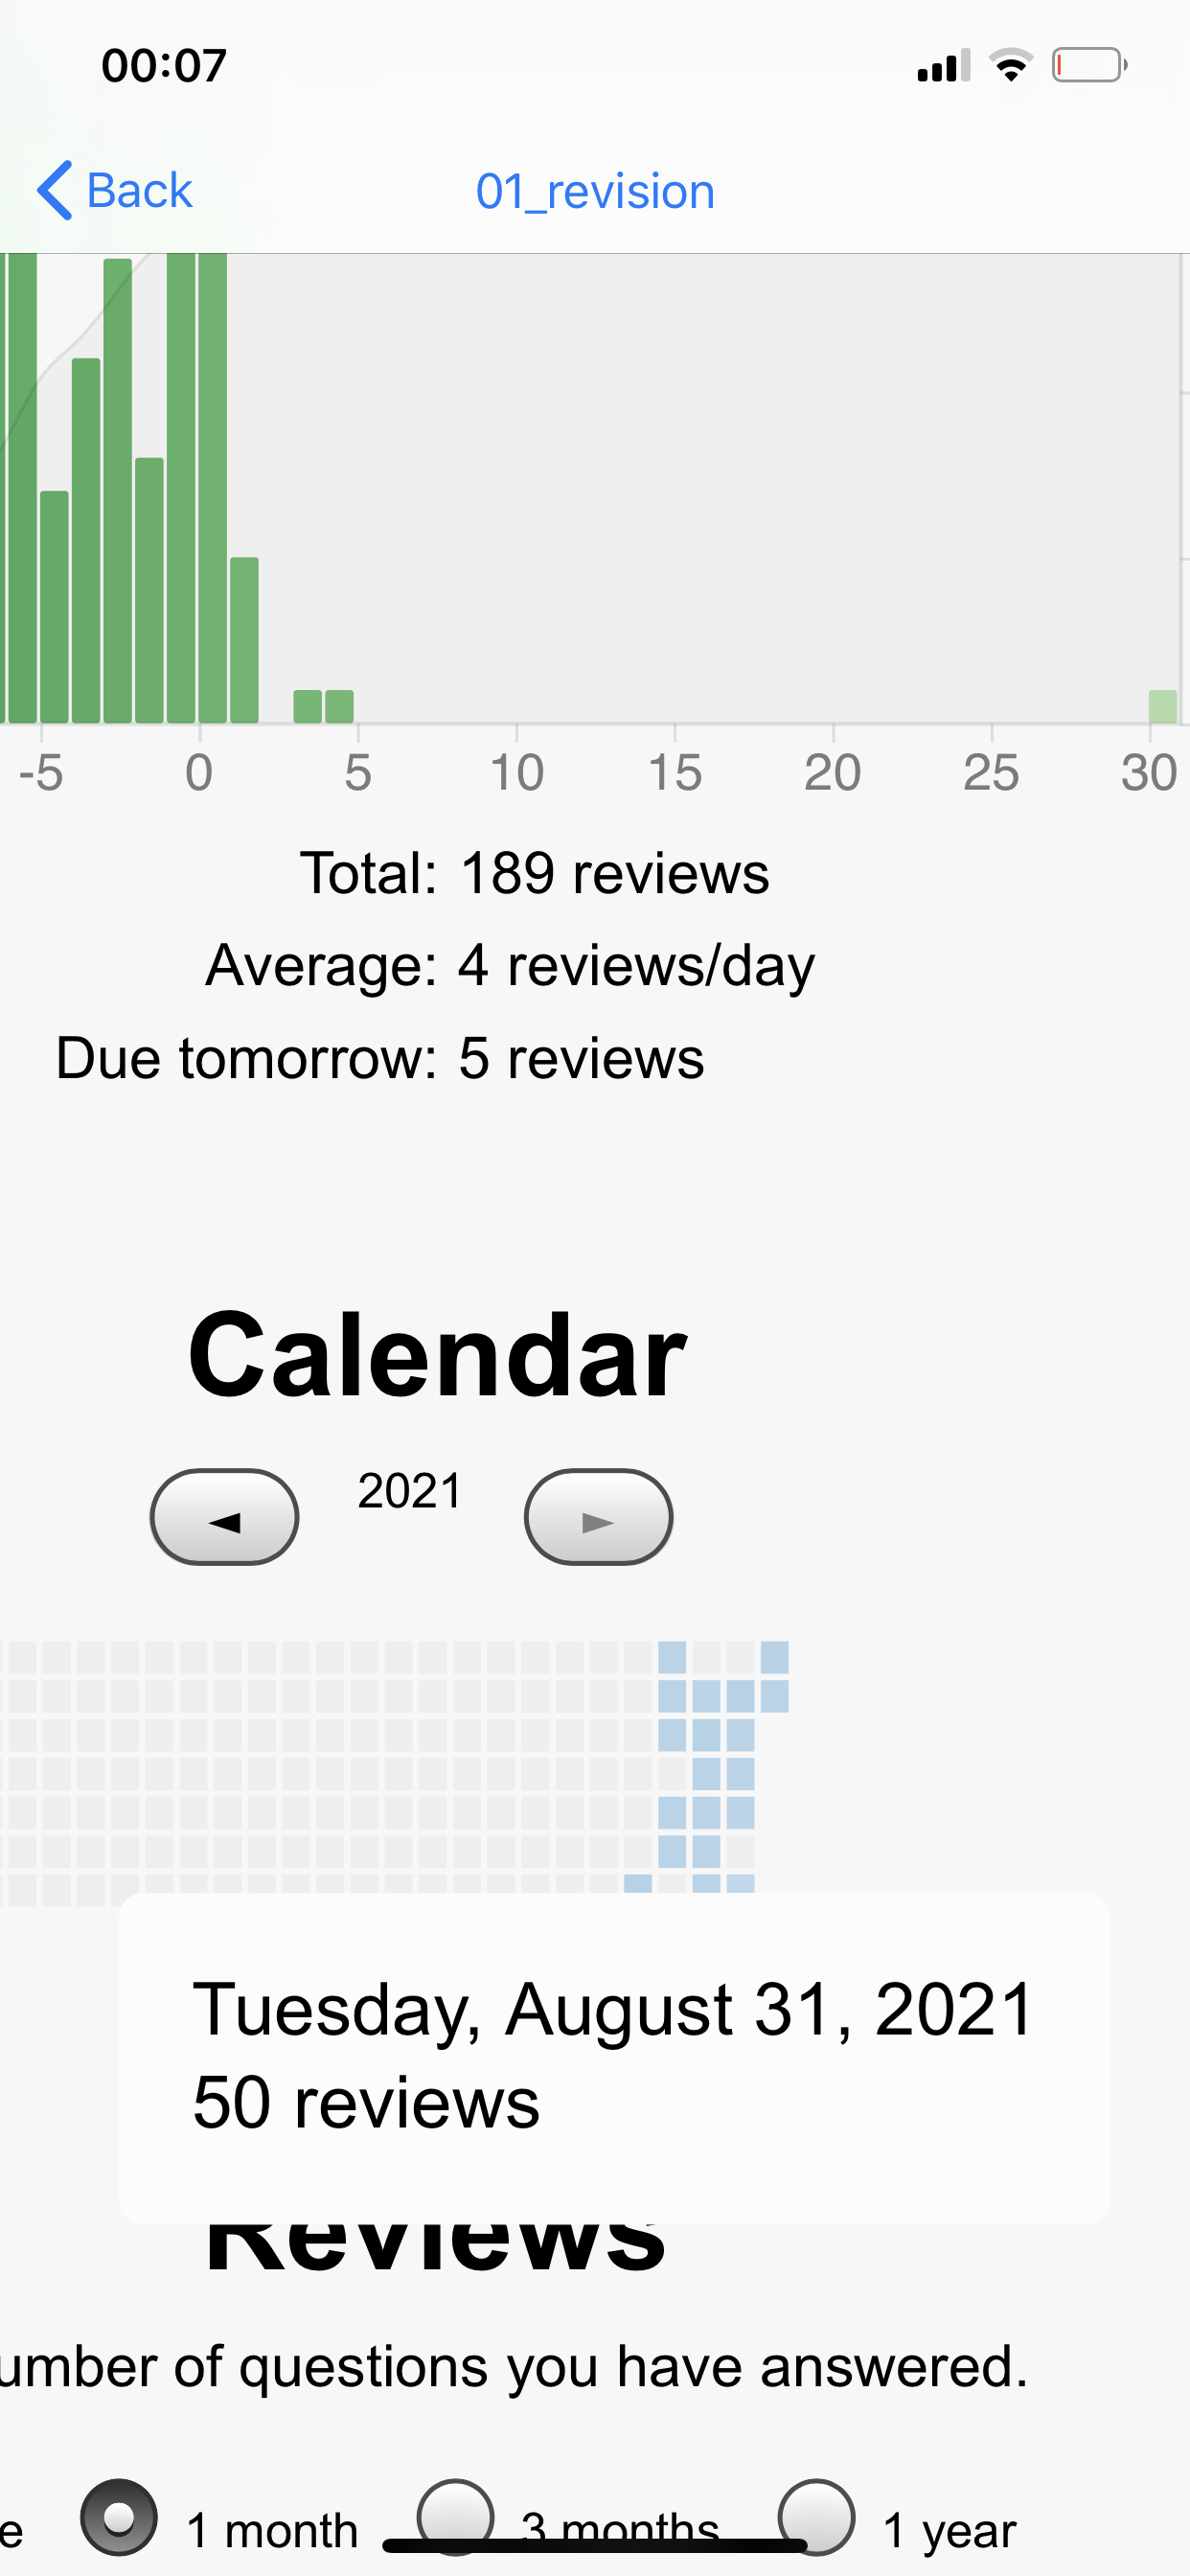 00:07
Back 01_revision
-5 0 5 10 15 20 25 30
Total: 189 reviews
Average: 4 reviews/day
Due tomorrow: 5 reviews
Calendar
◄ 2021 ►
Tuesday, August 31, 2021
50 reviews
Reviews
umber of questions you have answered.
e 1 month 3 months 1 year